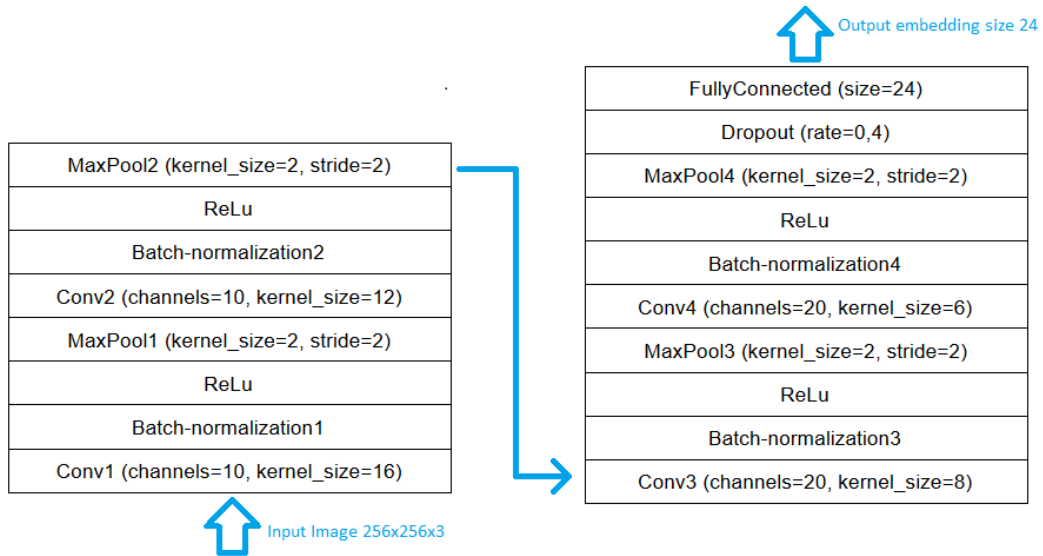 Output embedding size 24
FullyConnected (size=24)
Dropout (rate=0,4)
MaxPool4 (kernel_size=2, stride=2)
ReLu
Batch-normalization4
Conv4 (channels=20, kernel_size=6)
MaxPool3 (kernel_size=2, stride=2)
ReLu
Batch-normalization3
Conv3 (channels=20, kernel_size=8)
MaxPool2 (kernel_size=2, stride=2)
ReLu
Batch-normalization2
Conv2 (channels=10, kernel_size=12)
MaxPool1 (kernel_size=2, stride=2)
ReLu
Batch-normalization1
Conv1 (channels=10, kernel_size=16)
Input Image 256x256x3